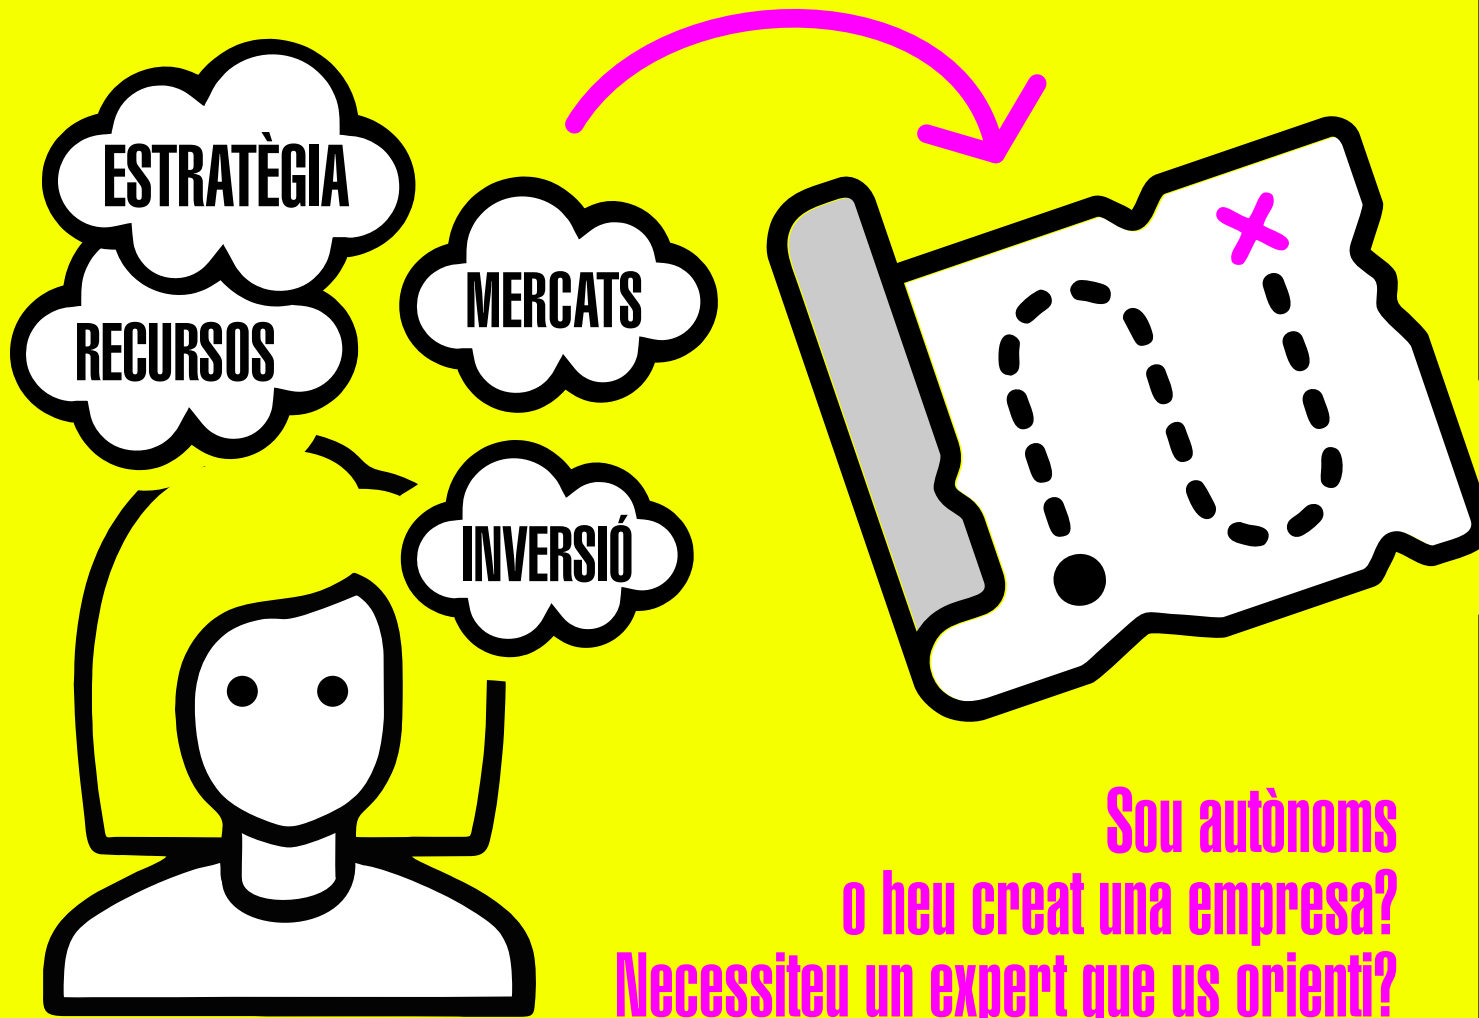 ESTRATÈGIA
RECURSOS
MERCATS
INVERSIÓ
Sou autònoms
o heu creat una empresa?
Necessiteu un expert que us orienti?